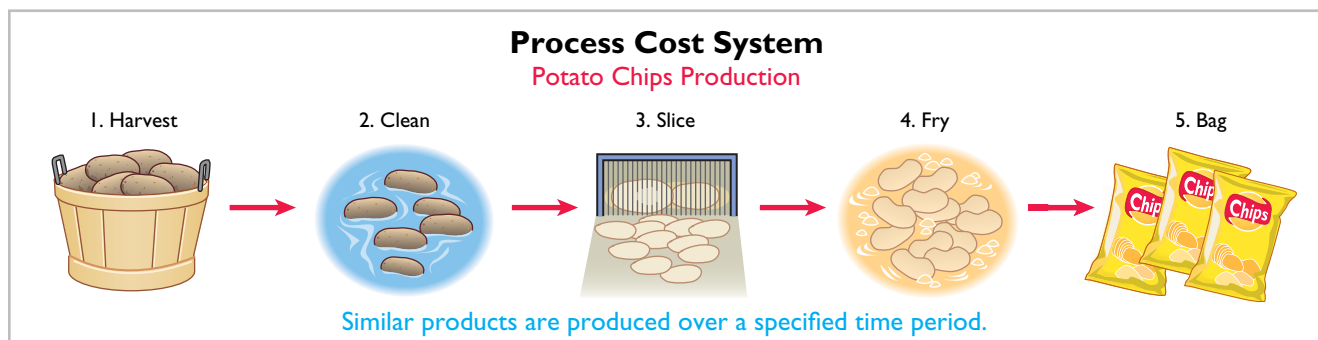 Process Cost System
Potato Chips Production
1. Harvest
2. Clean
3. Slice
4. Fry
5. Bag
Chips
Chips
Chips
Similar products are produced over a specified time period.